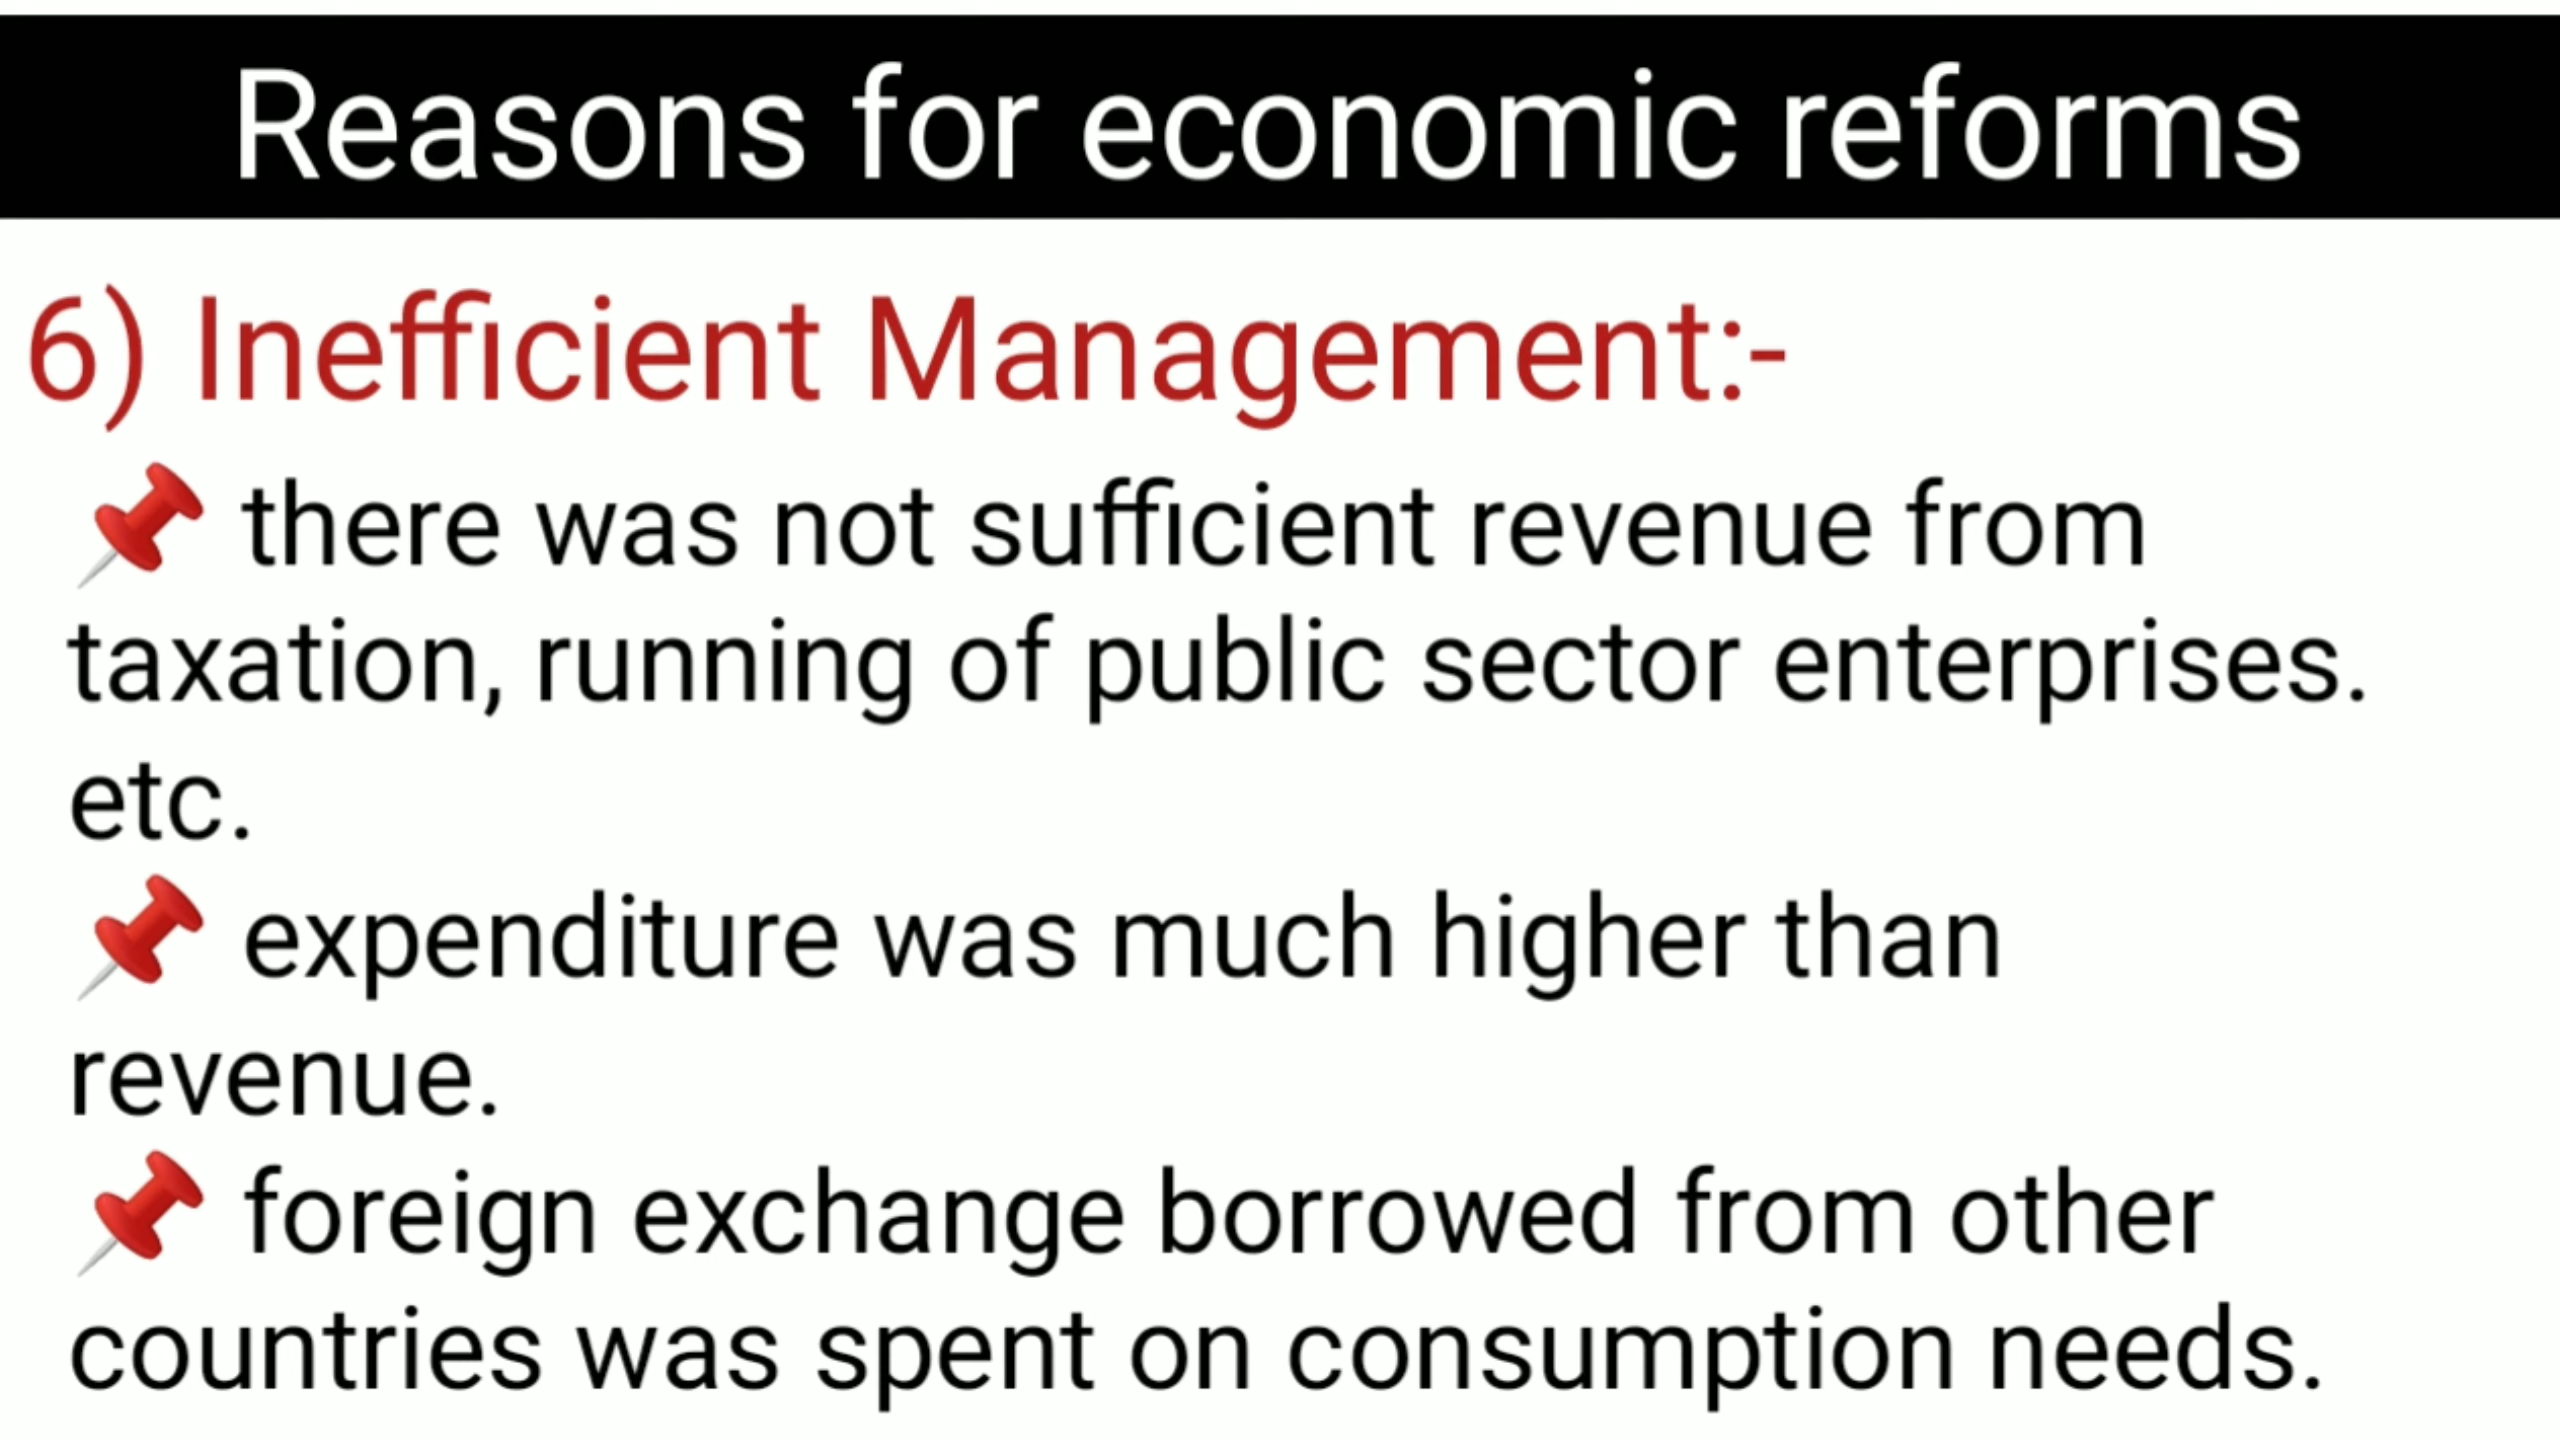 Reasons for economic reforms
6) Inefficient Management:-
📌 there was not sufficient revenue from
taxation, running of public sector enterprises.
etc.
📌 expenditure was much higher than
revenue.
📌 foreign exchange borrowed from other
countries was spent on consumption needs.